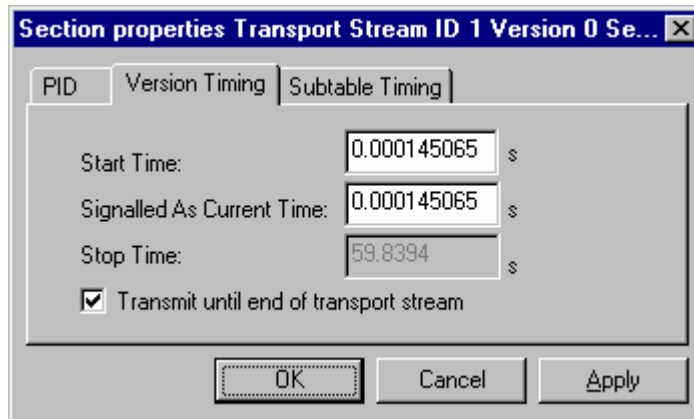 Section properties Transport Stream ID 1 Version 0 Se...
PID Version Timing Subtable Timing
Start Time: 0.000145065 s
Signalled As Current Time: 0.000145065 s
Stop Time: 59.8394 s
Transmit until end of transport stream
OK Cancel Apply